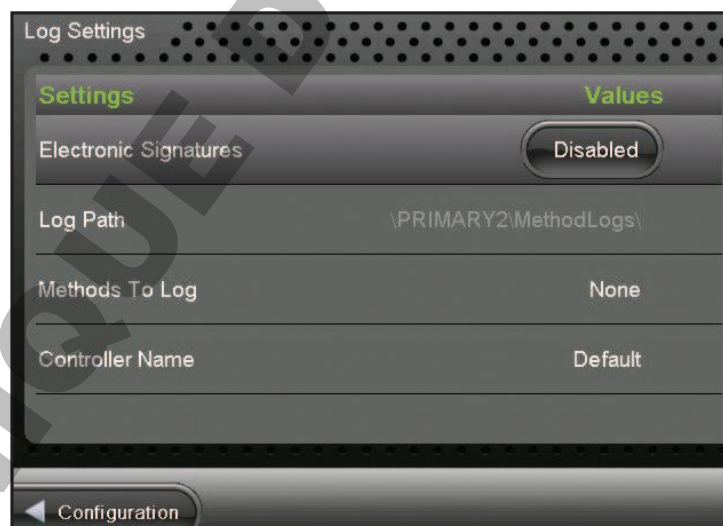 Log Settings
Settings Values
Electronic Signatures Disabled
Log Path \PRIMARY2\MethodLogs\
Methods To Log None
Controller Name Default
Configuration